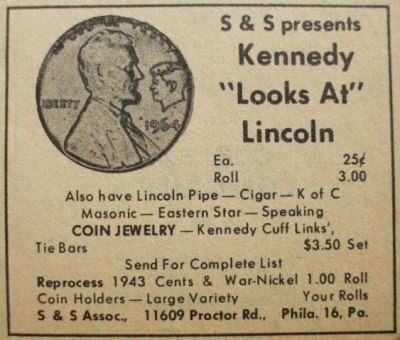 S & S presents
Kennedy
"Looks At"
Lincoln
LIBERTY
1964
Ea. 25¢
Roll 3.00
Also have Lincoln Pipe — Cigar — K of C
Masonic — Eastern Star — Speaking
COIN JEWELRY — Kennedy Cuff Links',
Tie Bars $3.50 Set
Send For Complete List
Reprocess 1943 Cents & War-Nickel 1.00 Roll
Coin Holders — Large Variety Your Rolls
S & S Assoc., 11609 Proctor Rd., Phila. 16, Pa.